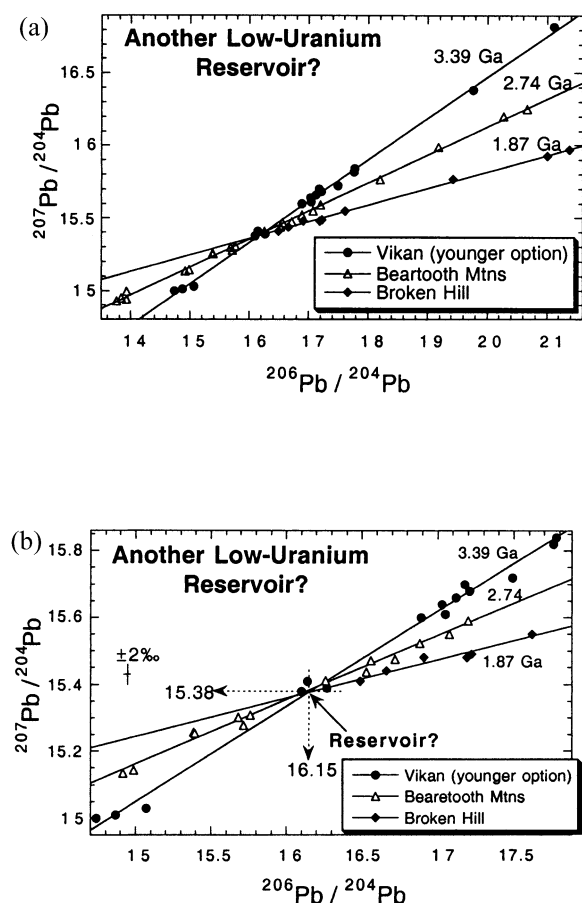 (a)
Another Low-Uranium
Reservoir?
3.39 Ga
2.74 Ga
1.87 Ga
16.5
16
15.5
15
207Pb / 204Pb
Vikan (younger option)
Beartooth Mtns
Broken Hill
14 15 16 17 18 19 20 21
206Pb / 204Pb
(b)
Another Low-Uranium
Reservoir?
3.39 Ga
2.74
1.87 Ga
±2‰
15.38
Reservoir?
16.15
15.8
15.6
15.4
15.2
15
207Pb / 204Pb
Vikan (younger option)
Bearetooth Mtns
Broken Hill
15 15.5 16 16.5 17 17.5
206Pb / 204Pb